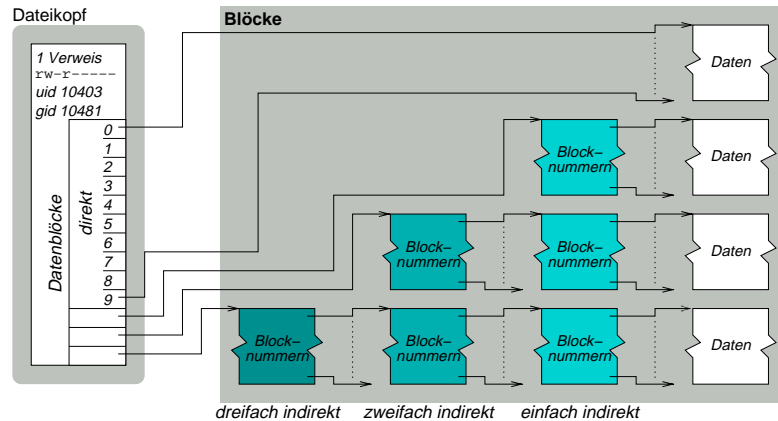 Dateikopf
Blöcke
1 Verweis
rw-r-----
uid 10403
gid 10481
Datenblöcke
direkt
0
1
2
3
4
5
6
7
8
9
Daten
Block-
nummern
Daten
Block-
nummern
Block-
nummern
Daten
Block-
nummern
Block-
nummern
Block-
nummern
Daten
dreifach indirekt
zweifach indirekt
einfach indirekt